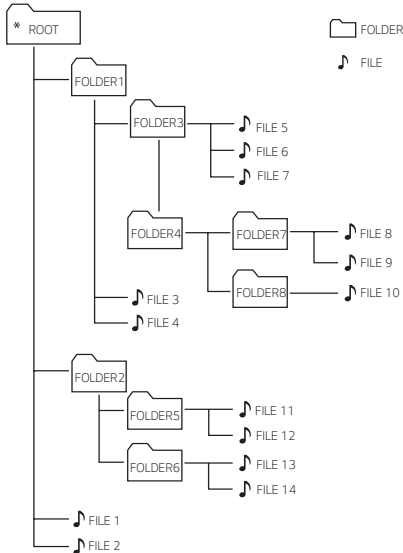 * ROOT
FOLDER
FILE
FOLDER1
FOLDER3
FILE 5
FILE 6
FILE 7
FOLDER4
FOLDER7
FILE 8
FILE 9
FOLDER8
FILE 10
FILE 3
FILE 4
FOLDER2
FOLDER5
FILE 11
FILE 12
FOLDER6
FILE 13
FILE 14
FILE 1
FILE 2